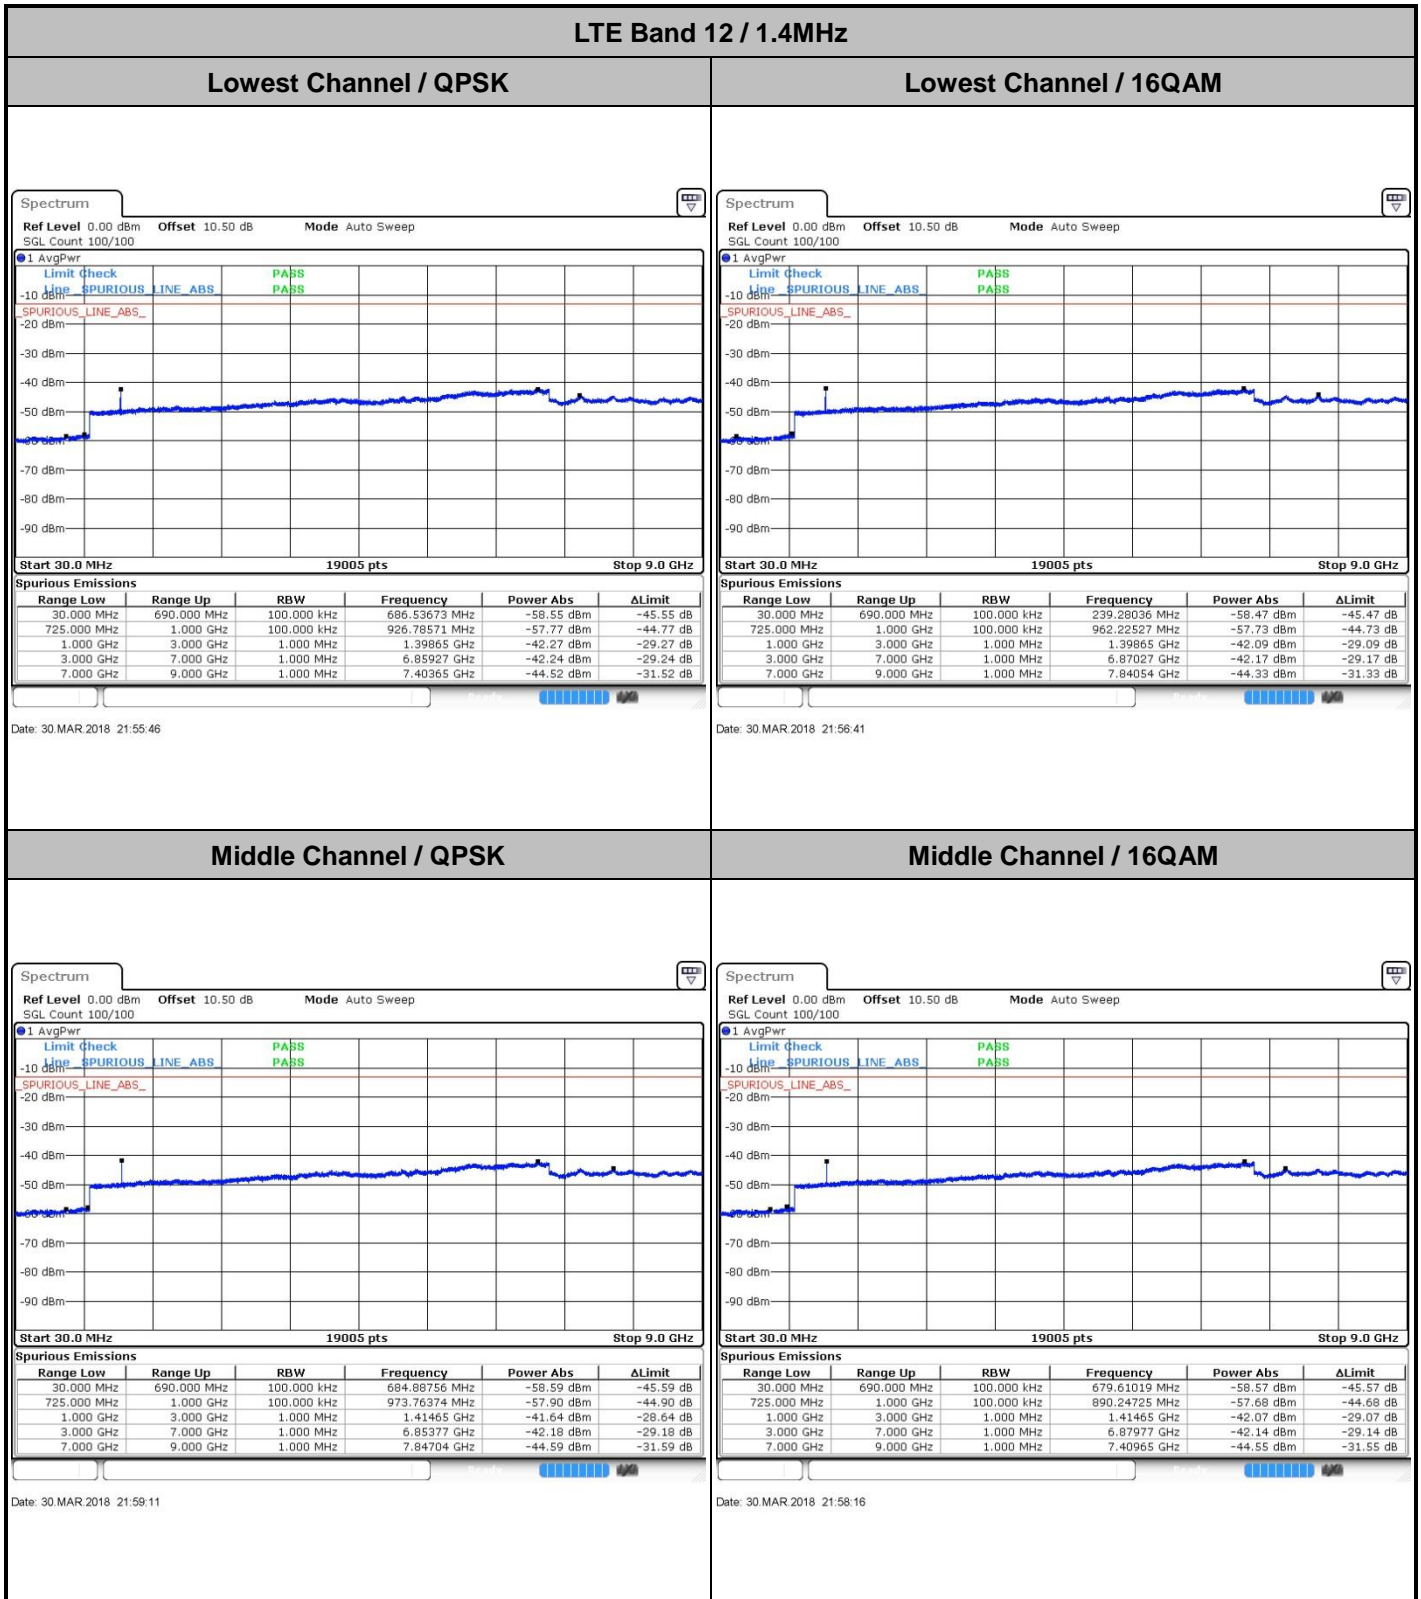 LTE Band 12 / 1.4MHz
Lowest Channel / QPSK
Lowest Channel / 16QAM
Spectrum
Ref Level 0.00 dBm Offset 10.50 dB Mode Auto Sweep
SGL Count 100/100
1 AvgPwr
Limit Check PASS
Line _SPURIOUS_LINE_ABS_ PASS
-10 dBm
_SPURIOUS_LINE_ABS_
-20 dBm
-30 dBm
-40 dBm
-50 dBm
-60 dBm
-70 dBm
-80 dBm
-90 dBm
Start 30.0 MHz 19005 pts Stop 9.0 GHz
Spurious Emissions
Range Low Range Up RBW Frequency Power Abs ΔLimit
30.000 MHz 690.000 MHz 100.000 kHz 686.53673 MHz -58.55 dBm -45.55 dB
725.000 MHz 1.000 GHz 100.000 kHz 926.78571 MHz -57.77 dBm -44.77 dB
1.000 GHz 3.000 GHz 1.000 MHz 1.39865 GHz -42.27 dBm -29.27 dB
3.000 GHz 7.000 GHz 1.000 MHz 6.85927 GHz -42.24 dBm -29.24 dB
7.000 GHz 9.000 GHz 1.000 MHz 7.40365 GHz -44.52 dBm -31.52 dB
Date: 30.MAR.2018 21:55:46
Spectrum
Ref Level 0.00 dBm Offset 10.50 dB Mode Auto Sweep
SGL Count 100/100
1 AvgPwr
Limit Check PASS
Line _SPURIOUS_LINE_ABS_ PASS
-10 dBm
_SPURIOUS_LINE_ABS_
-20 dBm
-30 dBm
-40 dBm
-50 dBm
-60 dBm
-70 dBm
-80 dBm
-90 dBm
Start 30.0 MHz 19005 pts Stop 9.0 GHz
Spurious Emissions
Range Low Range Up RBW Frequency Power Abs ΔLimit
30.000 MHz 690.000 MHz 100.000 kHz 239.28036 MHz -58.47 dBm -45.47 dB
725.000 MHz 1.000 GHz 100.000 kHz 962.22527 MHz -57.73 dBm -44.73 dB
1.000 GHz 3.000 GHz 1.000 MHz 1.39865 GHz -42.09 dBm -29.09 dB
3.000 GHz 7.000 GHz 1.000 MHz 6.87027 GHz -42.17 dBm -29.17 dB
7.000 GHz 9.000 GHz 1.000 MHz 7.84054 GHz -44.33 dBm -31.33 dB
Date: 30.MAR.2018 21:56:41
Middle Channel / QPSK
Middle Channel / 16QAM
Spectrum
Ref Level 0.00 dBm Offset 10.50 dB Mode Auto Sweep
SGL Count 100/100
1 AvgPwr
Limit Check PASS
Line _SPURIOUS_LINE_ABS_ PASS
-10 dBm
_SPURIOUS_LINE_ABS_
-20 dBm
-30 dBm
-40 dBm
-50 dBm
-60 dBm
-70 dBm
-80 dBm
-90 dBm
Start 30.0 MHz 19005 pts Stop 9.0 GHz
Spurious Emissions
Range Low Range Up RBW Frequency Power Abs ΔLimit
30.000 MHz 690.000 MHz 100.000 kHz 684.88756 MHz -58.59 dBm -45.59 dB
725.000 MHz 1.000 GHz 100.000 kHz 973.76374 MHz -57.90 dBm -44.90 dB
1.000 GHz 3.000 GHz 1.000 MHz 1.41465 GHz -41.64 dBm -28.64 dB
3.000 GHz 7.000 GHz 1.000 MHz 6.85377 GHz -42.18 dBm -29.18 dB
7.000 GHz 9.000 GHz 1.000 MHz 7.84704 GHz -44.59 dBm -31.59 dB
Date: 30.MAR.2018 21:59:11
Spectrum
Ref Level 0.00 dBm Offset 10.50 dB Mode Auto Sweep
SGL Count 100/100
1 AvgPwr
Limit Check PASS
Line _SPURIOUS_LINE_ABS_ PASS
-10 dBm
_SPURIOUS_LINE_ABS_
-20 dBm
-30 dBm
-40 dBm
-50 dBm
-60 dBm
-70 dBm
-80 dBm
-90 dBm
Start 30.0 MHz 19005 pts Stop 9.0 GHz
Spurious Emissions
Range Low Range Up RBW Frequency Power Abs ΔLimit
30.000 MHz 690.000 MHz 100.000 kHz 679.61019 MHz -58.57 dBm -45.57 dB
725.000 MHz 1.000 GHz 100.000 kHz 890.24725 MHz -57.68 dBm -44.68 dB
1.000 GHz 3.000 GHz 1.000 MHz 1.41465 GHz -42.07 dBm -29.07 dB
3.000 GHz 7.000 GHz 1.000 MHz 6.87977 GHz -42.14 dBm -29.14 dB
7.000 GHz 9.000 GHz 1.000 MHz 7.40965 GHz -44.55 dBm -31.55 dB
Date: 30.MAR.2018 21:58:16